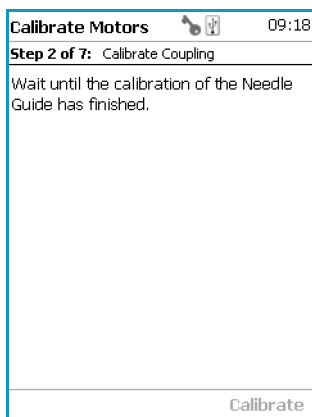 Calibrate Motors 09:18
Step 2 of 7: Calibrate Coupling
Wait until the calibration of the Needle
Guide has finished.
Calibrate